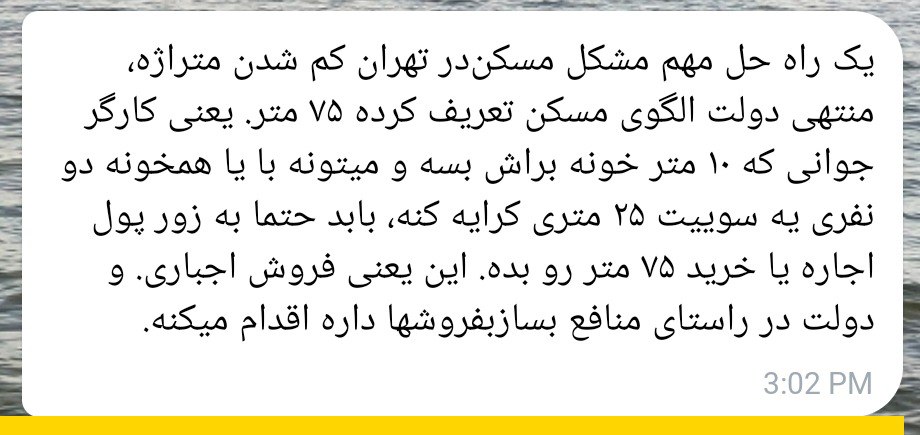 یک راه حل مهم مشکل مسکن‌در تهران کم شدن متراژه،
منتهی دولت الگوی مسکن تعریف کرده ۷۵ متر. یعنی کارگر
جوانی که ۱۰ متر خونه براش بسه و میتونه با یا همخونه دو
نفری یه سوییت ۲۵ متری کرایه کنه، بابد حتما به زور پول
اجاره یا خرید ۷۵ متر رو بده. این یعنی فروش اجباری. و
دولت در راستای منافع بسازبفروشها داره اقدام میکنه.
3:02 PM